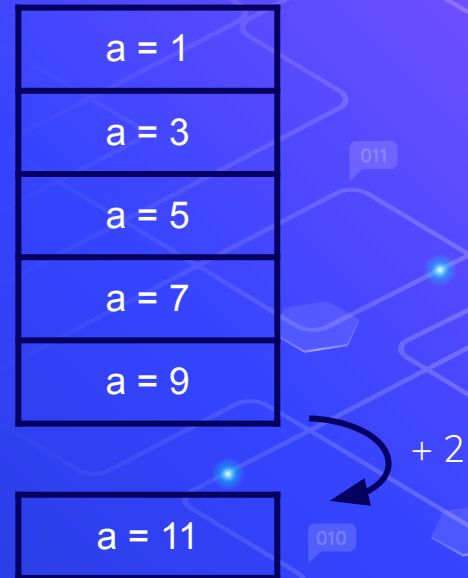 a = 1
a = 3
011
a = 5
a = 7
a = 9
+ 2
a = 11
010